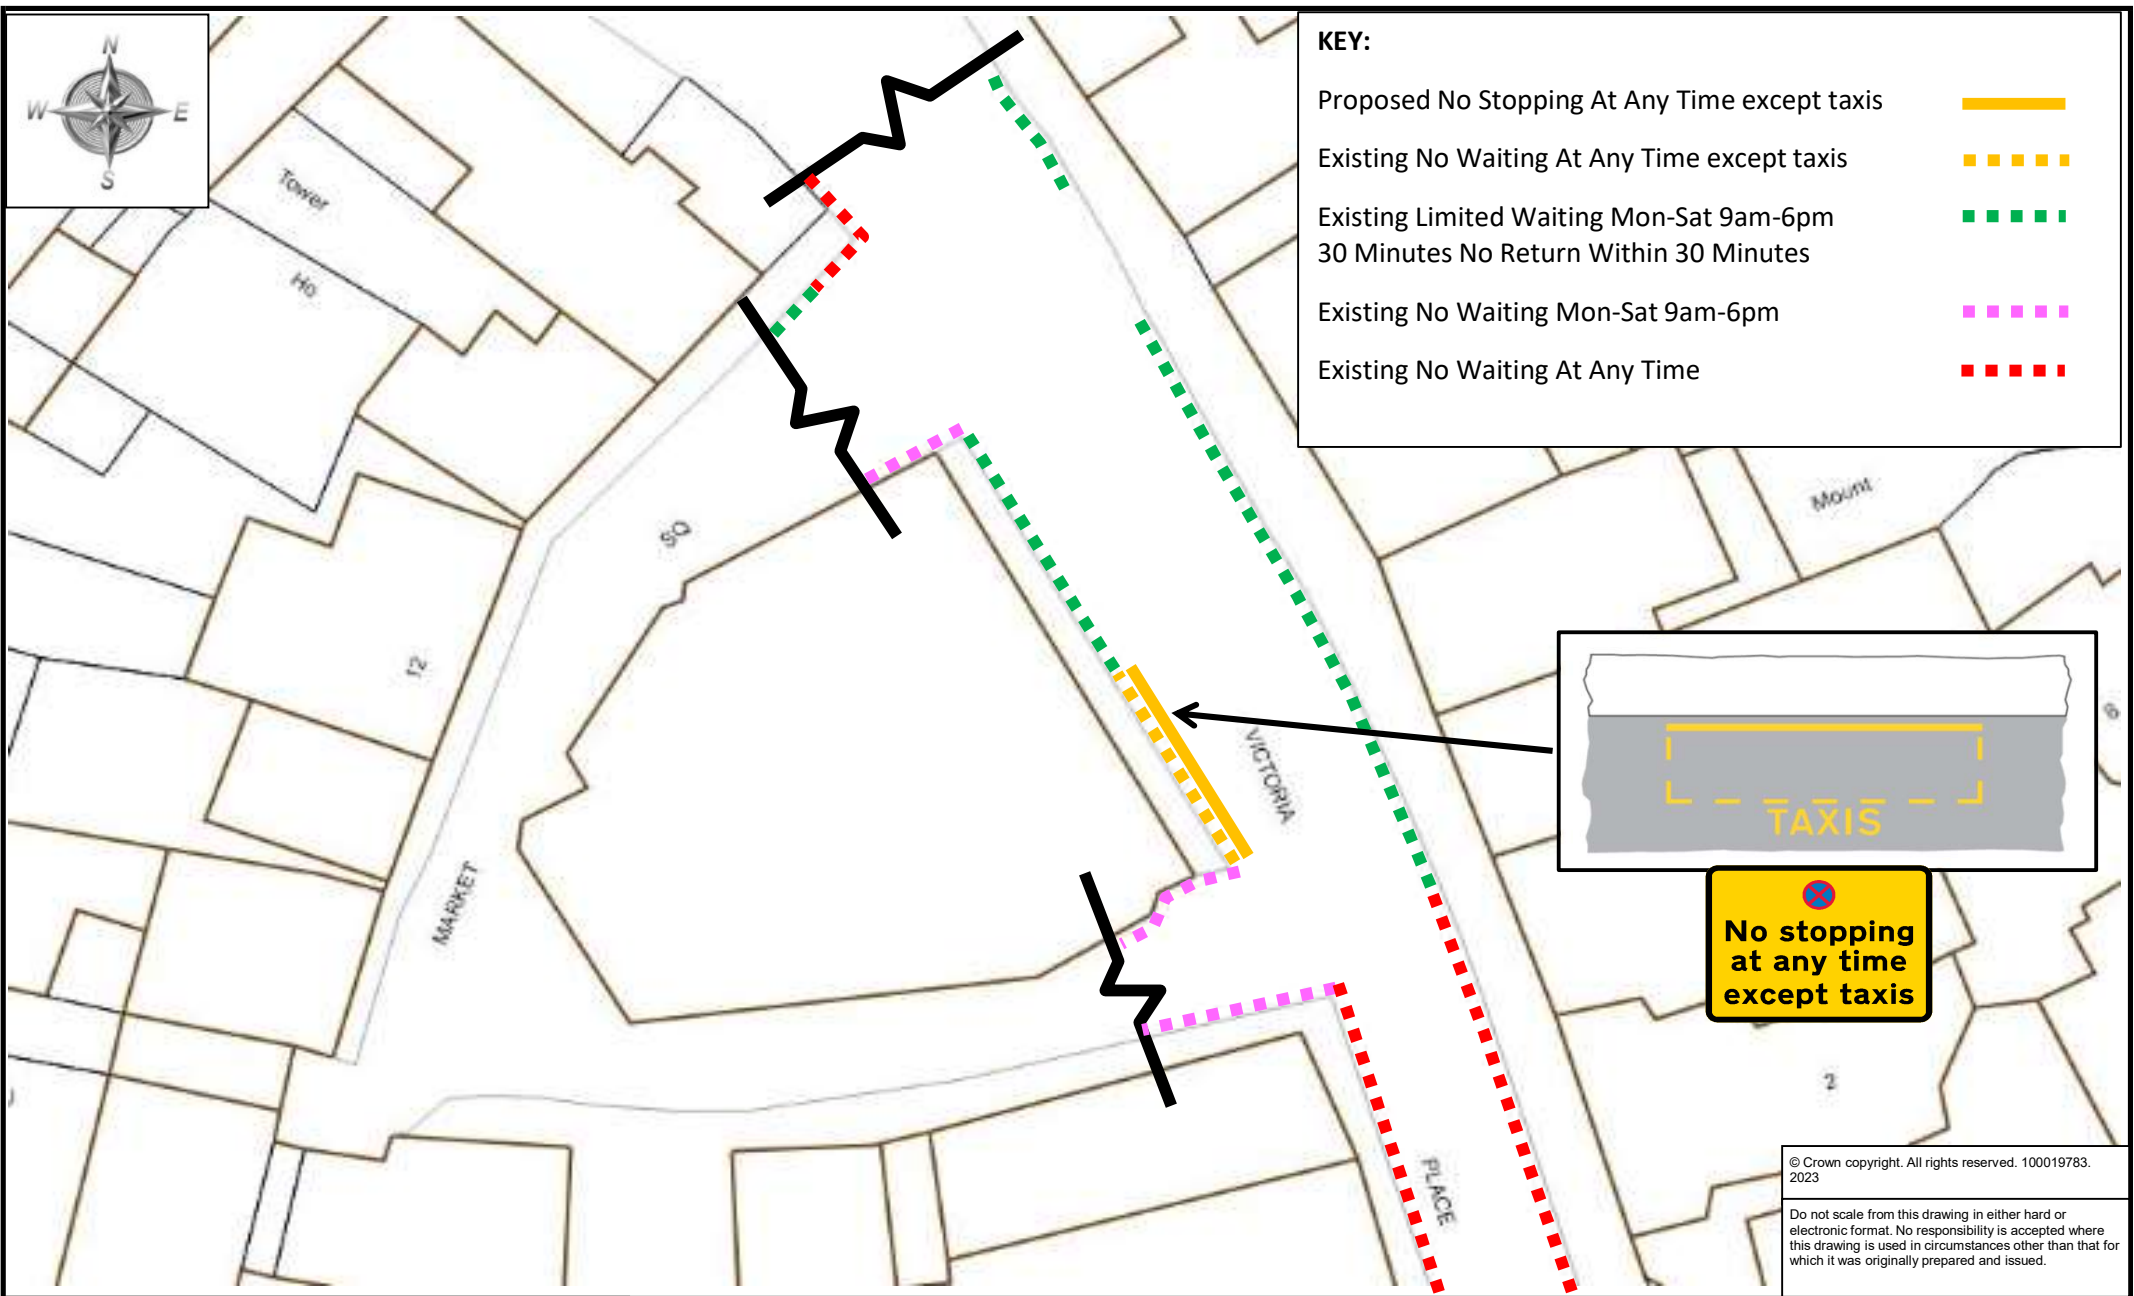 N
W
E
S
KEY:
Proposed No Stopping At Any Time except taxis
Existing No Waiting At Any Time except taxis
Existing Limited Waiting Mon-Sat 9am-6pm
30 Minutes No Return Within 30 Minutes
Existing No Waiting Mon-Sat 9am-6pm
Existing No Waiting At Any Time
Tower
Ho
SQ
12
MARKET
VICTORIA
PLACE
Mount
TAXIS
No stopping
at any time
except taxis
2
© Crown copyright. All rights reserved. 100019783.
2023
Do not scale from this drawing in either hard or
electronic format. No responsibility is accepted where
this drawing is used in circumstances other than that for
which it was originally prepared and issued.